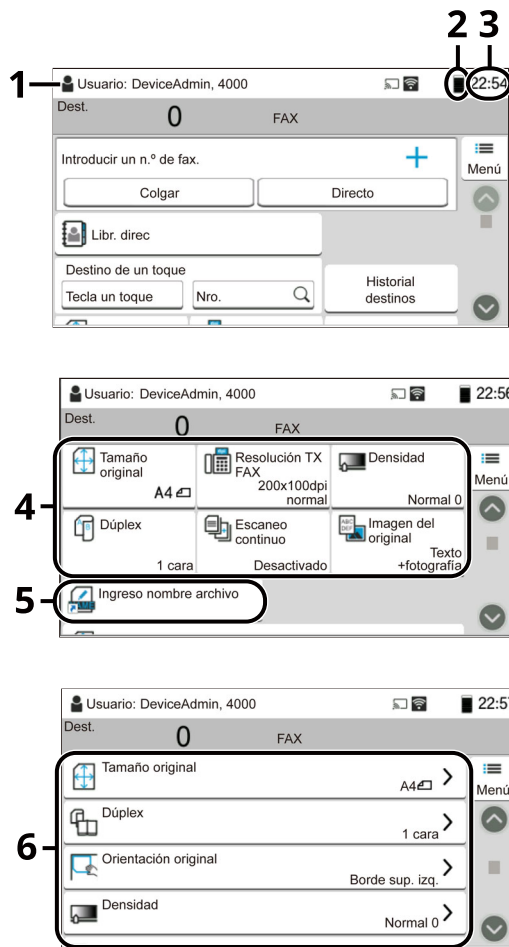 2 3
1
Usuario: DeviceAdmin, 4000
22:54
Dest.
0
FAX
Introducir un n.º de fax.
Menú
Colgar
Directo
Libr. direc
Destino de un toque
Tecla un toque
Nro.
Historial
destinos
Usuario: DeviceAdmin, 4000
22:56
Dest.
0
FAX
4
Tamaño
original
A4
Resolución TX
FAX
200x100dpi
normal
Densidad
Normal 0
Menú
Dúplex
1 cara
Escaneo
continuo
Desactivado
ABC
DEF
Imagen del
original
Texto
+fotografía
5
Ingreso nombre archivo
Usuario: DeviceAdmin, 4000
22:57
Dest.
0
FAX
6
Tamaño original
A4
Menú
Dúplex
1 cara
Orientación original
Borde sup. izq.
Densidad
Normal 0